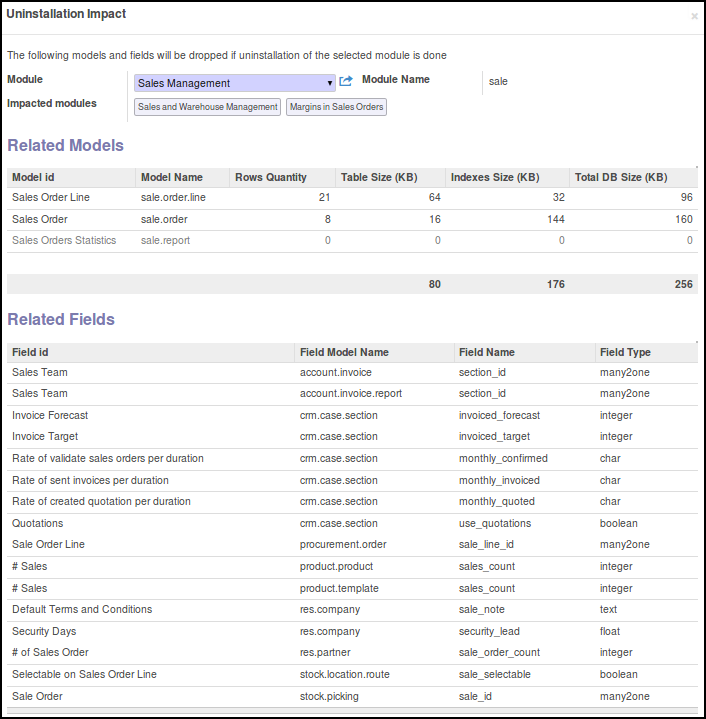 Uninstallation Impact ×
The following models and fields will be dropped if uninstallation of the selected module is done
Module Sales Management Module Name sale
Impacted modules Sales and Warehouse Management Margins in Sales Orders
Related Models
Model id Model Name Rows Quantity Table Size (KB) Indexes Size (KB) Total DB Size (KB)
Sales Order Line sale.order.line 21 64 32 96
Sales Order sale.order 8 16 144 160
Sales Orders Statistics sale.report 0 0 0 0
80 176 256
Related Fields
Field id Field Model Name Field Name Field Type
Sales Team account.invoice section_id many2one
Sales Team account.invoice.report section_id many2one
Invoice Forecast crm.case.section invoiced_forecast integer
Invoice Target crm.case.section invoiced_target integer
Rate of validate sales orders per duration crm.case.section monthly_confirmed char
Rate of sent invoices per duration crm.case.section monthly_invoiced char
Rate of created quotation per duration crm.case.section monthly_quoted char
Quotations crm.case.section use_quotations boolean
Sale Order Line procurement.order sale_line_id many2one
# Sales product.product sales_count integer
# Sales product.template sales_count integer
Default Terms and Conditions res.company sale_note text
Security Days res.company security_lead float
# of Sales Order res.partner sale_order_count integer
Selectable on Sales Order Line stock.location.route sale_selectable boolean
Sale Order stock.picking sale_id many2one